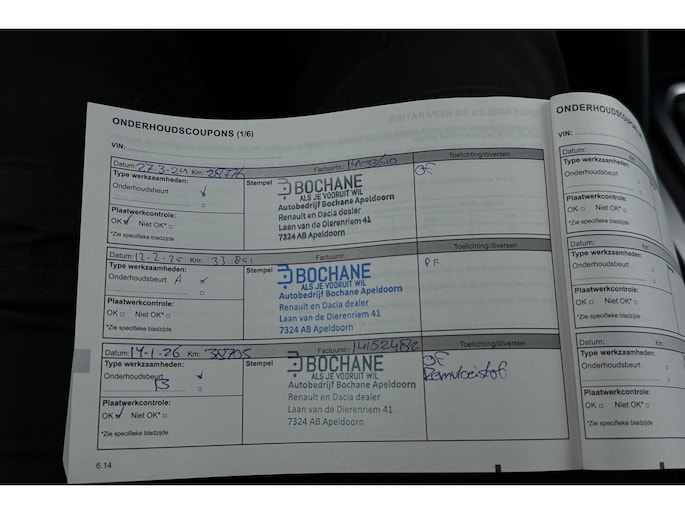 ONDERHOUDSCOUPONS (1/6)
VIN:
Datum: 27-3-24 Km: Factuurnr.:
Toelichting/diversen
Type werkzaamheden:
Stempel
BOCHANE
ALS JE VOORUIT WIL
Autobedrijf Bochane Apeldoorn
Renault en Dacia dealer
Laan van de Dierenriem 41
7324 AB Apeldoorn
OF
Onderhoudsbeurt
Plaatwerkcontrole:
OK Niet OK*
*Zie specifieke bladzijde
Datum: 12-2-25 Km: 33.851 Factuurnr.:
Toelichting/diversen
Type werkzaamheden:
Stempel
BOCHANE
ALS JE VOORUIT WIL
Autobedrijf Bochane Apeldoorn
Renault en Dacia dealer
Laan van de Dierenriem 41
7324 AB Apeldoorn
P.F.
Onderhoudsbeurt A
Plaatwerkcontrole:
OK Niet OK*
*Zie specifieke bladzijde
Datum: 14-1-26 Km: Factuurnr.: 14152482
Toelichting/diversen
Type werkzaamheden:
Stempel
BOCHANE
ALS JE VOORUIT WIL
Autobedrijf Bochane Apeldoorn
Renault en Dacia dealer
Laan van de Dierenriem 41
7324 AB Apeldoorn
OF
Remvloeistof
Onderhoudsbeurt
B
Plaatwerkcontrole:
OK Niet OK*
*Zie specifieke bladzijde
6.14
ONDERHOUDSCOUPONS
VIN:
Datum:
Type werkzaamheden:
Onderhoudsbeurt
Plaatwerkcontrole:
OK Niet OK*
*Zie specifieke bladzijde
Datum:
Type werkzaamheden:
Onderhoudsbeurt
Plaatwerkcontrole:
OK Niet OK*
*Zie specifieke bladzijde
Datum:
Type werkzaamheden:
Onderhoudsbeurt
Plaatwerkcontrole:
OK Niet OK*
*Zie specifieke bladzijde